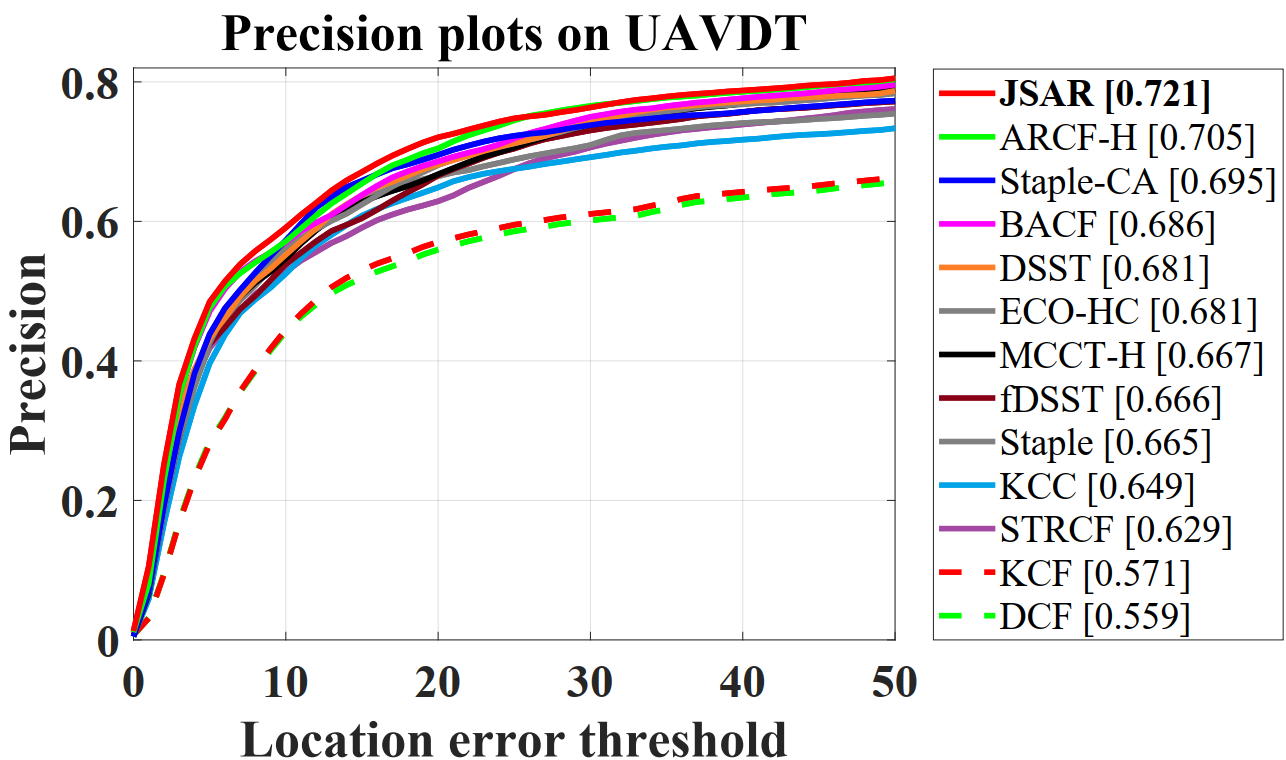 Precision plots on UAVDT
Precision
0.8
0.6
0.4
0.2
0
0 10 20 30 40 50
Location error threshold
JSAR [0.721]
ARCF-H [0.705]
Staple-CA [0.695]
BACF [0.686]
DSST [0.681]
ECO-HC [0.681]
MCCT-H [0.667]
fDSST [0.666]
Staple [0.665]
KCC [0.649]
STRCF [0.629]
KCF [0.571]
DCF [0.559]